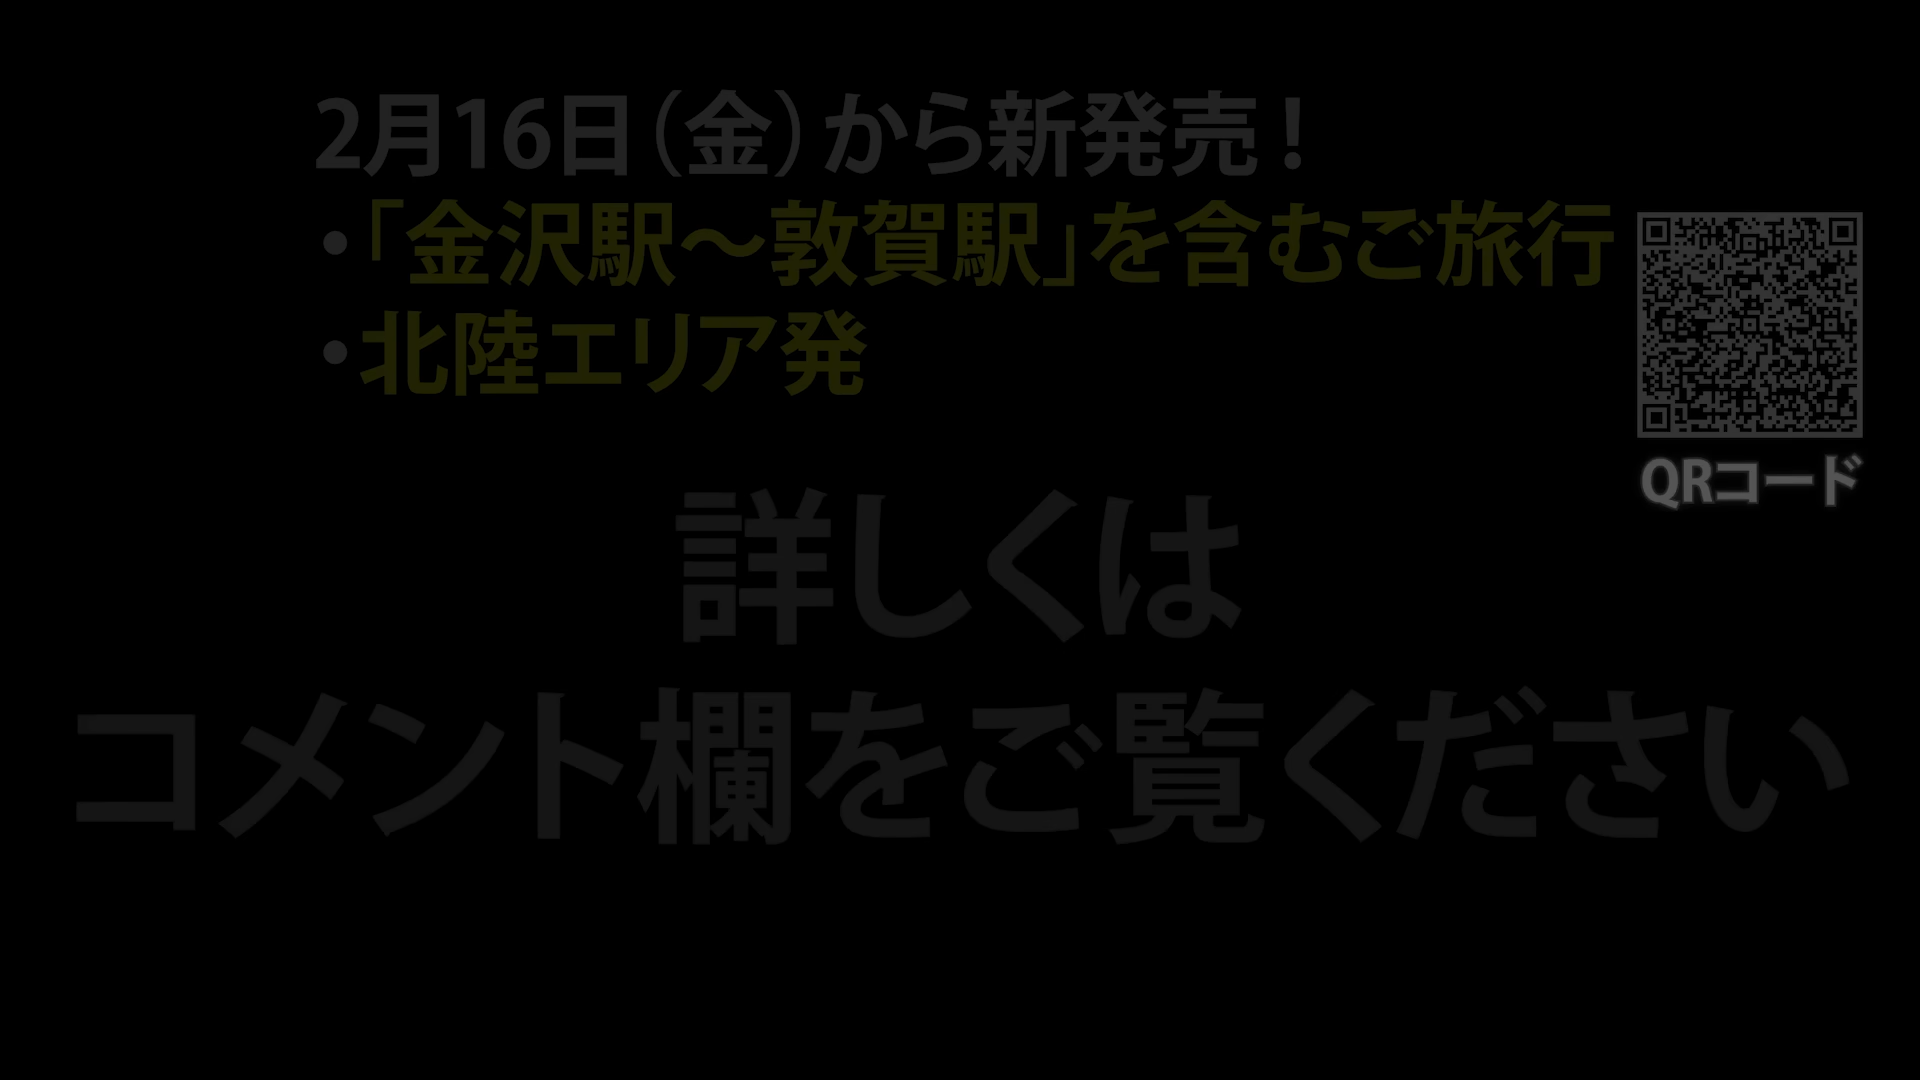 2月16日（金）から新発売！
・「金沢駅～敦賀駅」を含むご旅行
・北陸エリア発
QRコード
詳しくは
コメント欄をご覧ください